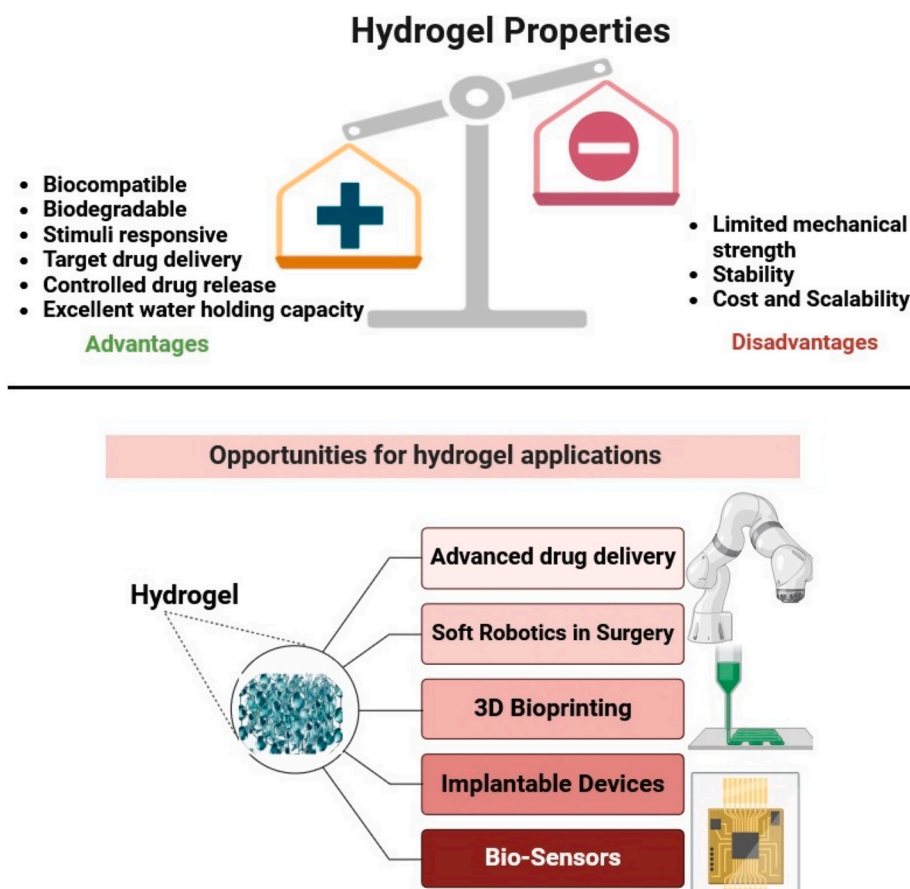 Hydrogel Properties
• Biocompatible
• Biodegradable
• Stimuli responsive
• Target drug delivery
• Controlled drug release
• Excellent water holding capacity
Advantages
• Limited mechanical
strength
• Stability
• Cost and Scalability
Disadvantages
Opportunities for hydrogel applications
Hydrogel
Advanced drug delivery
Soft Robotics in Surgery
3D Bioprinting
Implantable Devices
Bio-Sensors